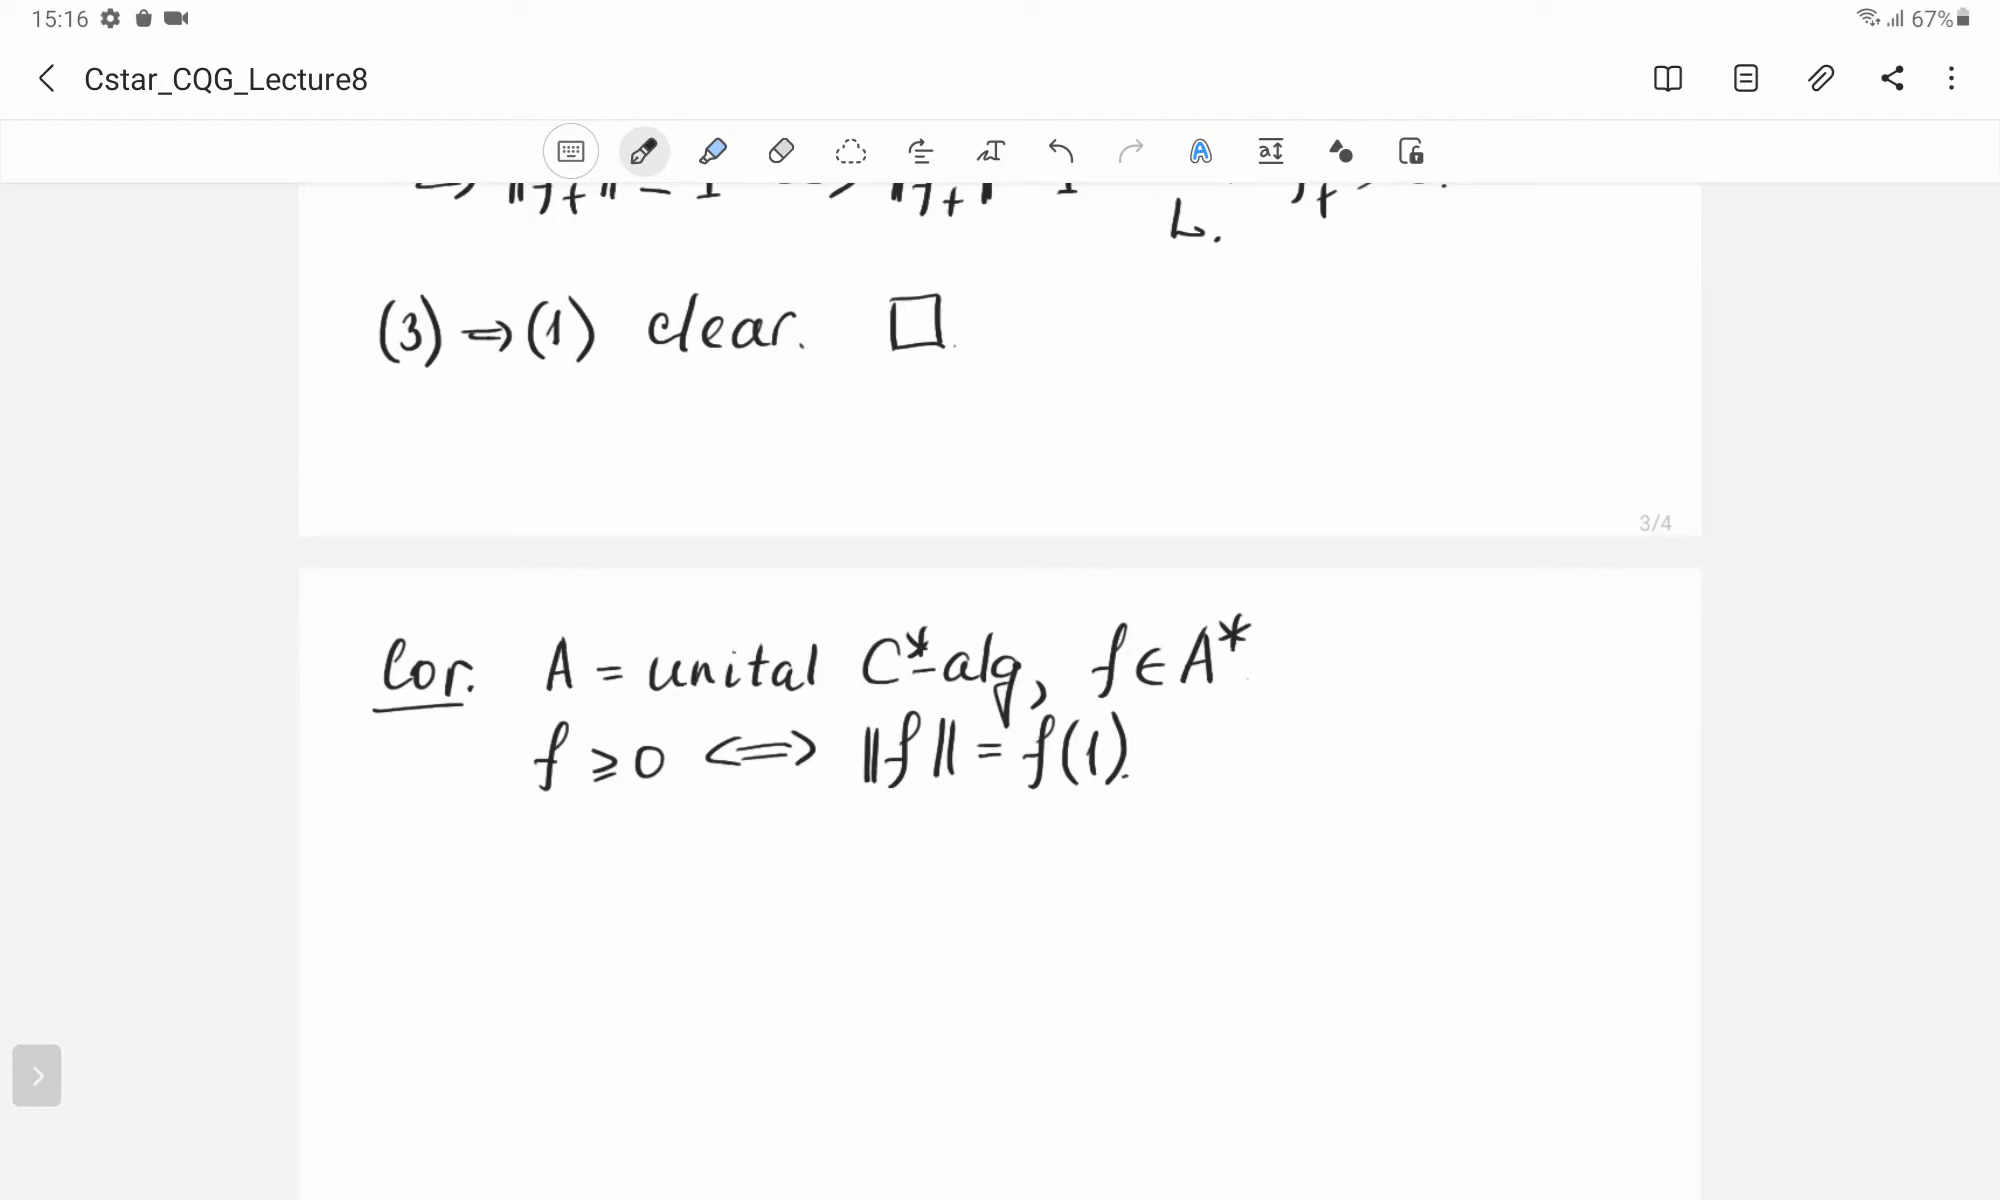 15:16
67%
Cstar_CQG_Lecture8
(3) ⇒ (1) clear. □
3/4
Cor. A = unital C*-alg, f ∈ A*
f ⩾ 0 ⟺ ‖f‖ = f(1).